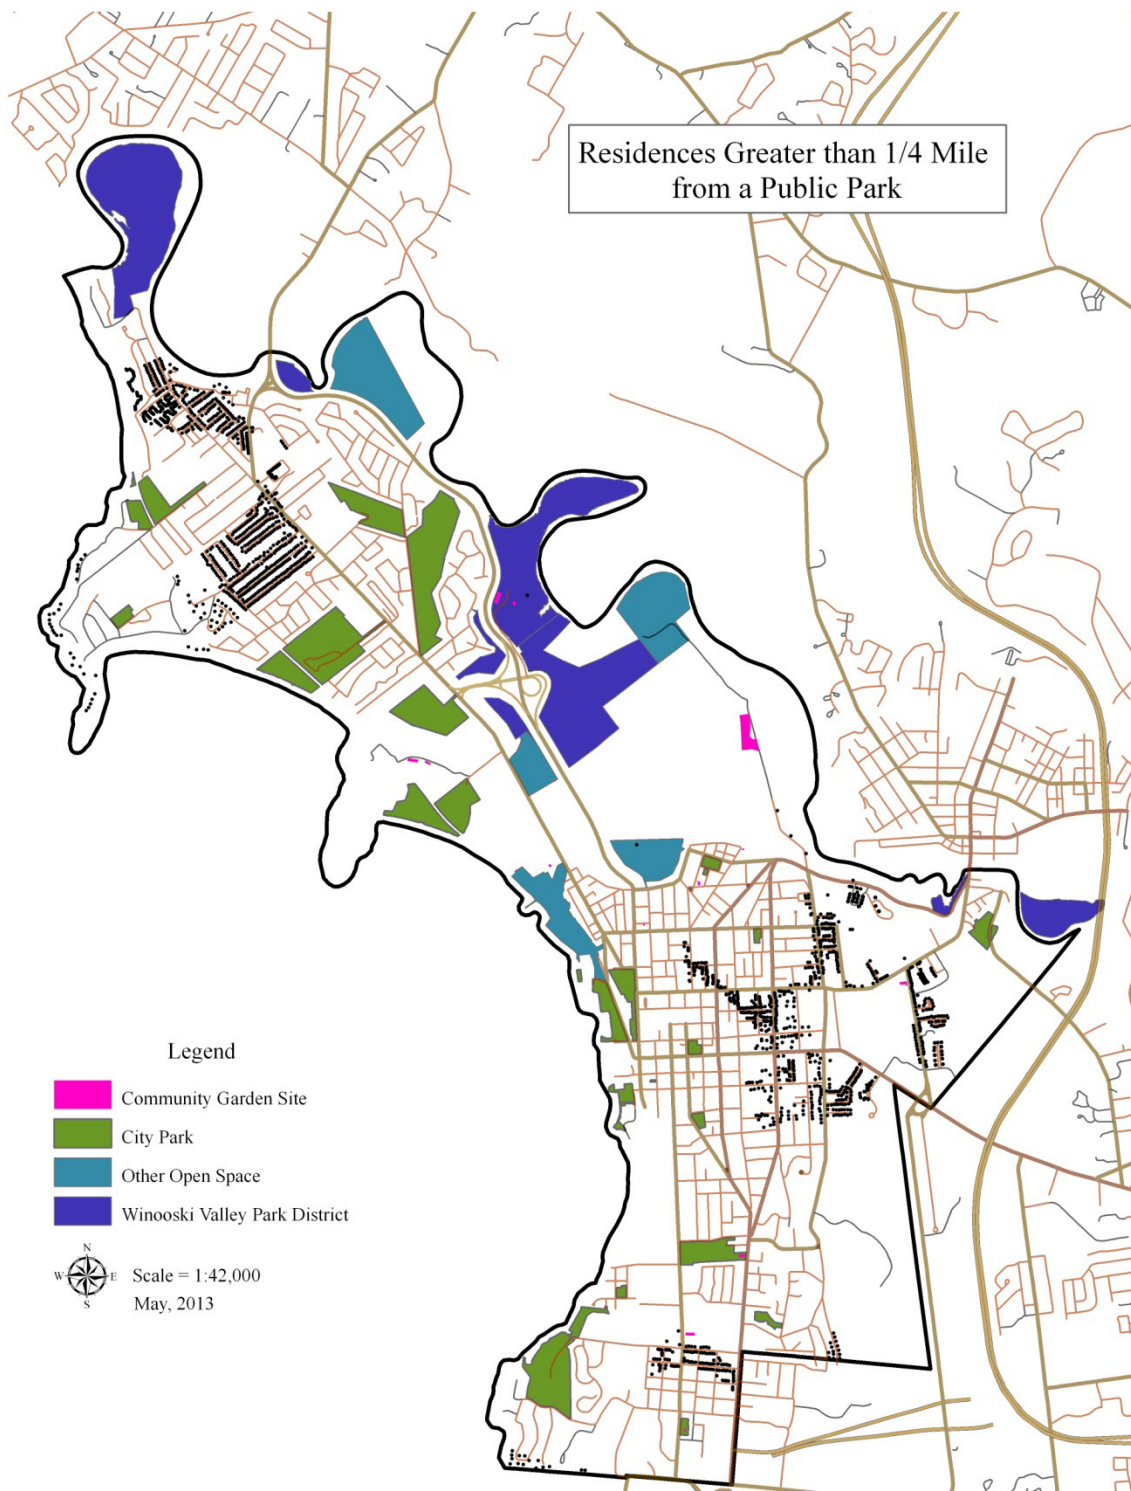 Residences Greater than 1/4 Mile
from a Public Park
Legend
Community Garden Site
City Park
Other Open Space
Winooski Valley Park District
N
W E
S
Scale = 1:42,000
May, 2013